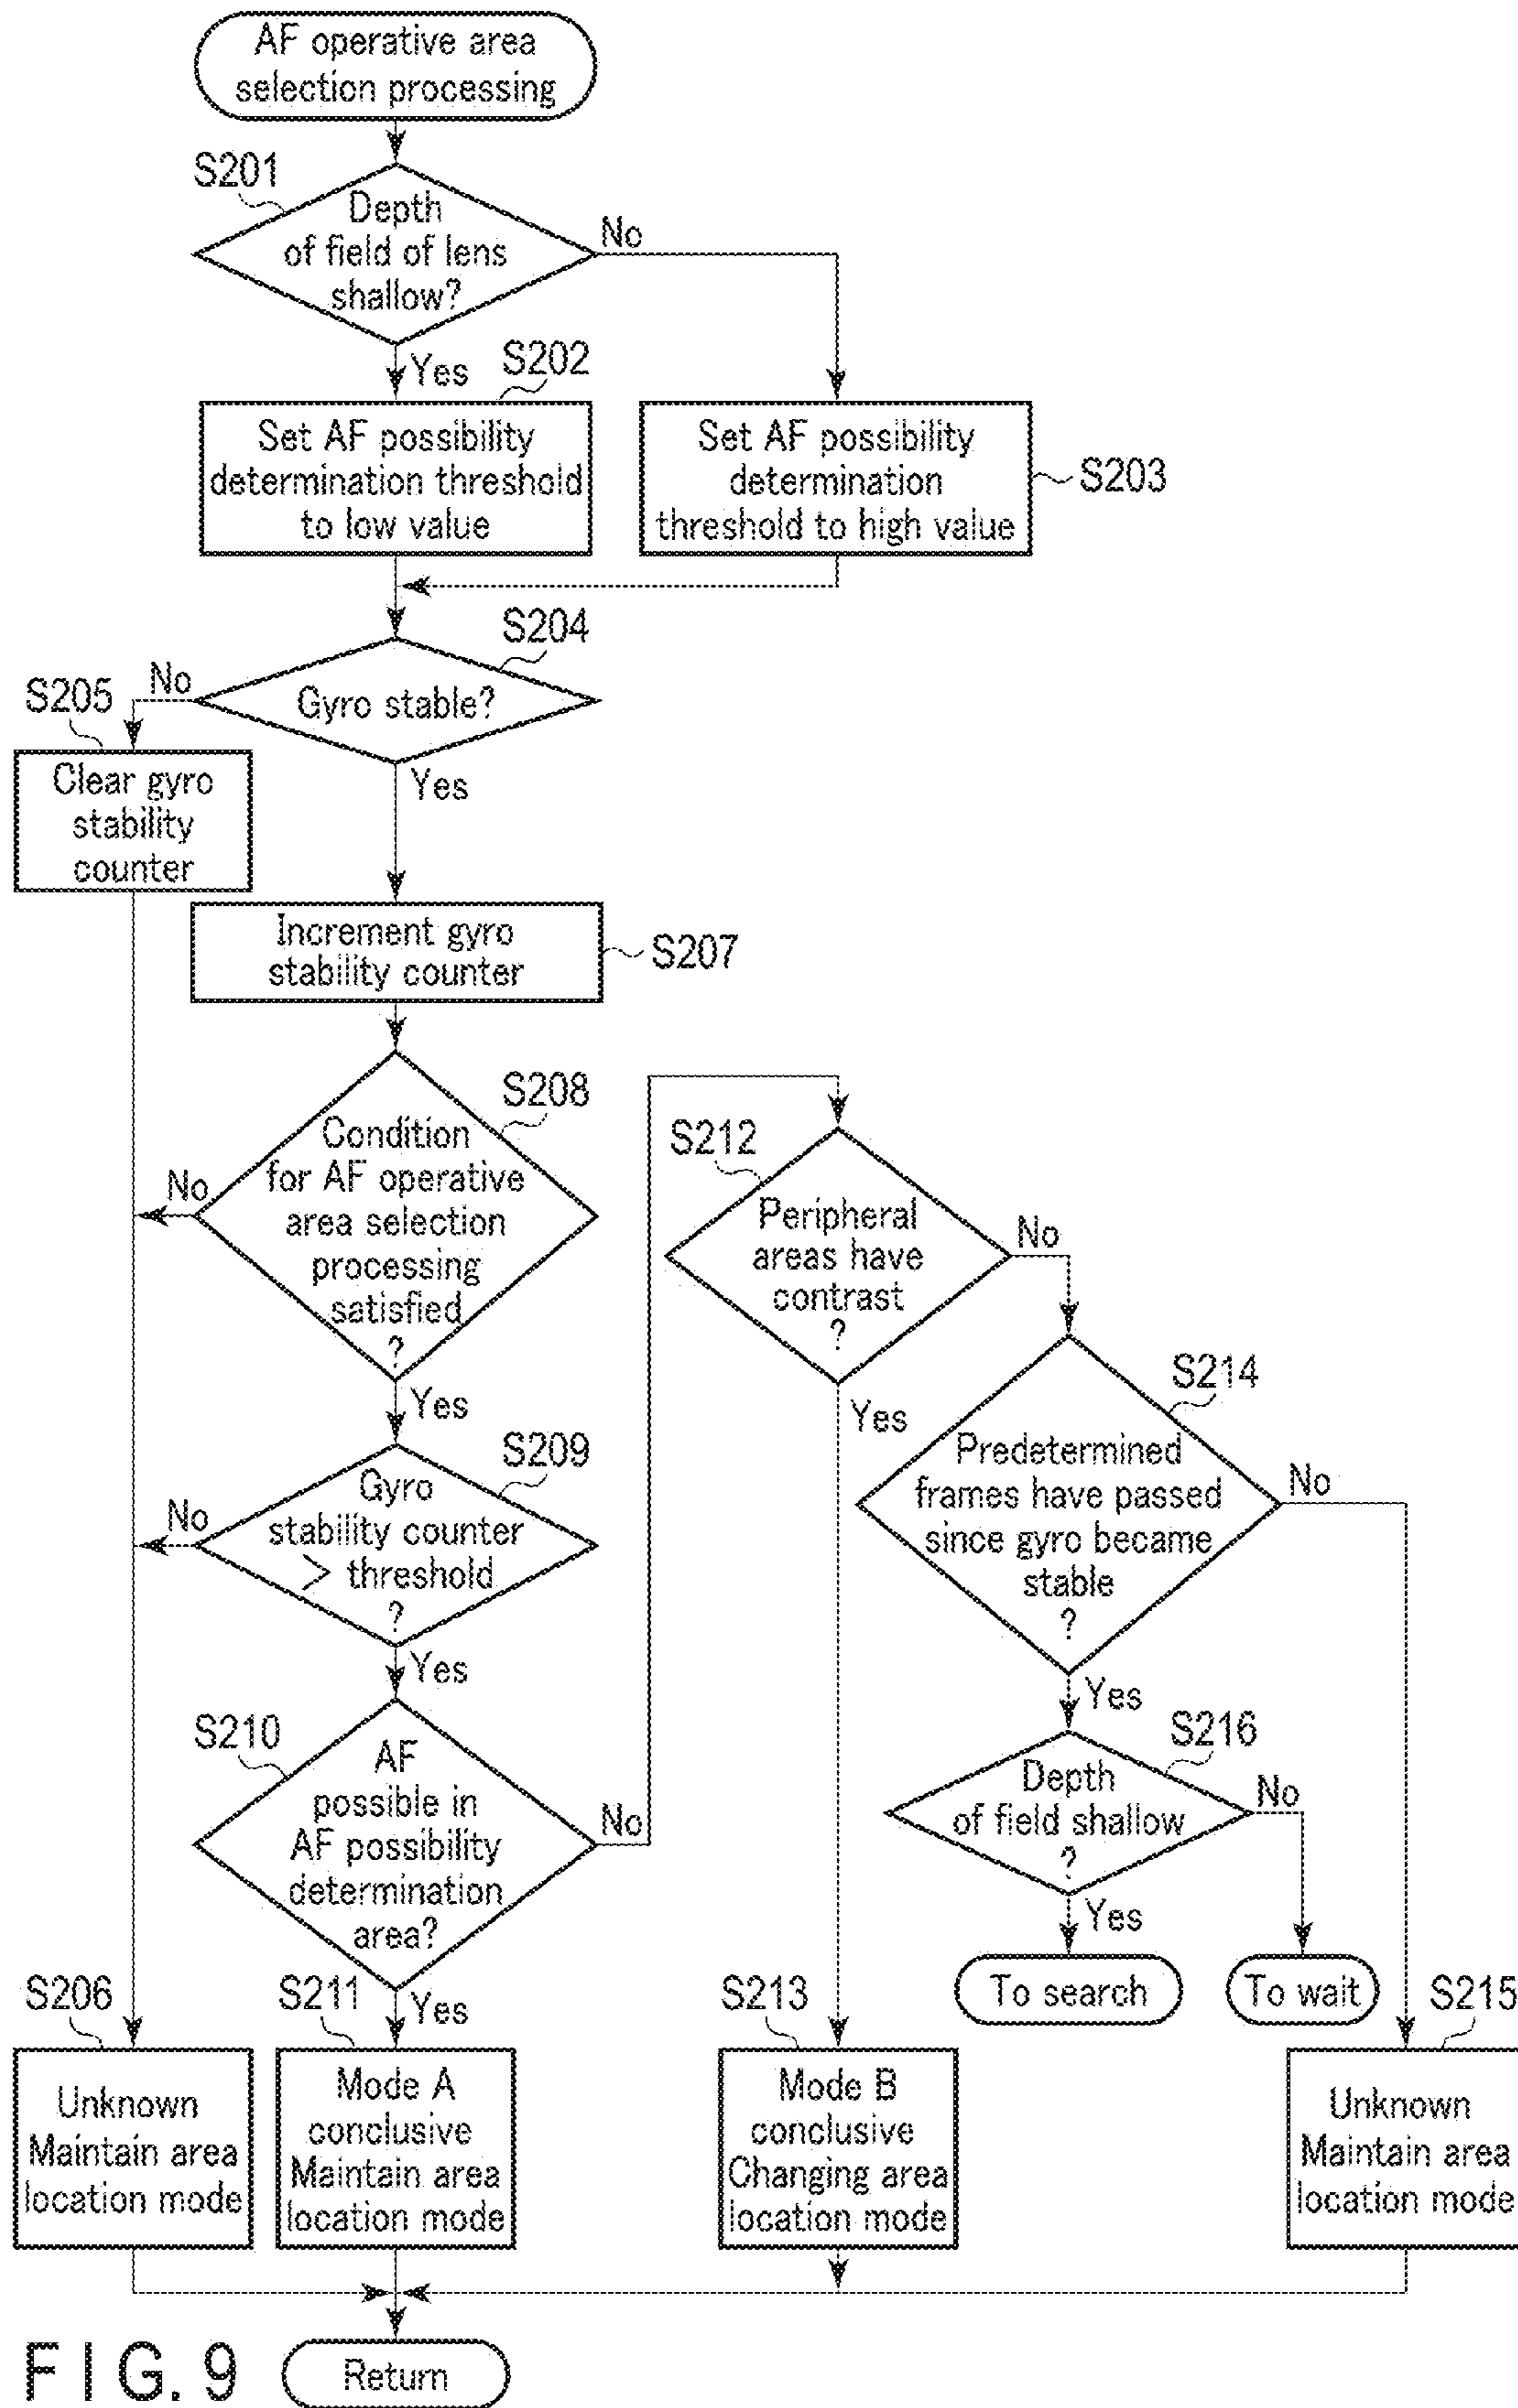 AF operative area
selection processing
S201
Depth
of field of lens
shallow?
No
Yes
S202
Set AF possibility
determination threshold
to low value
Set AF possibility
determination
threshold to high value
S203
S204
Gyro stable?
No
S205
Clear gyro
stability
counter
Yes
Increment gyro
stability counter
S207
S208
Condition
for AF operative
area selection
processing
satisfied
?
No
Yes
S209
Gyro
stability counter
> threshold
?
No
Yes
S210
AF
possible in
AF possibility
determination
area?
No
Yes
S212
Peripheral
areas have
contrast
?
No
Yes
S214
Predetermined
frames have passed
since gyro became
stable
?
No
Yes
S216
Depth
of field shallow
?
No
Yes
To search
To wait
S206
Unknown
Maintain area
location mode
S211
Mode A
conclusive
Maintain area
location mode
S213
Mode B
conclusive
Changing area
location mode
S215
Unknown
Maintain area
location mode
Return
FIG. 9